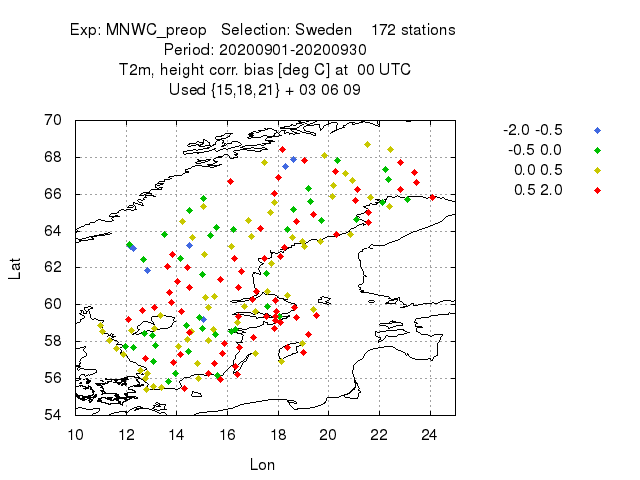 Exp: MNWC_preop Selection: Sweden 172 stations
Period: 20200901-20200930
T2m, height corr. bias [deg C] at 00 UTC
Used {15,18,21} + 03 06 09
70
68
66
64
62
60
58
56
54
10 12 14 16 18 20 22 24
Lat
Lon
-2.0 -0.5
-0.5 0.0
0.0 0.5
0.5 2.0